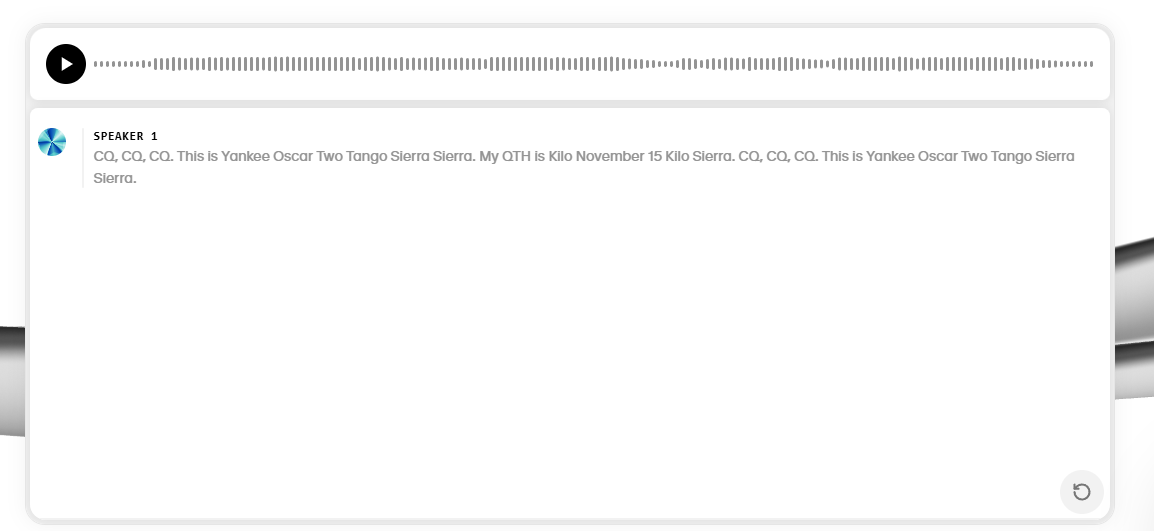 SPEAKER 1
CQ, CQ, CQ. This is Yankee Oscar Two Tango Sierra Sierra. My QTH is Kilo November 15 Kilo Sierra. CQ, CQ, CQ. This is Yankee Oscar Two Tango Sierra
Sierra.